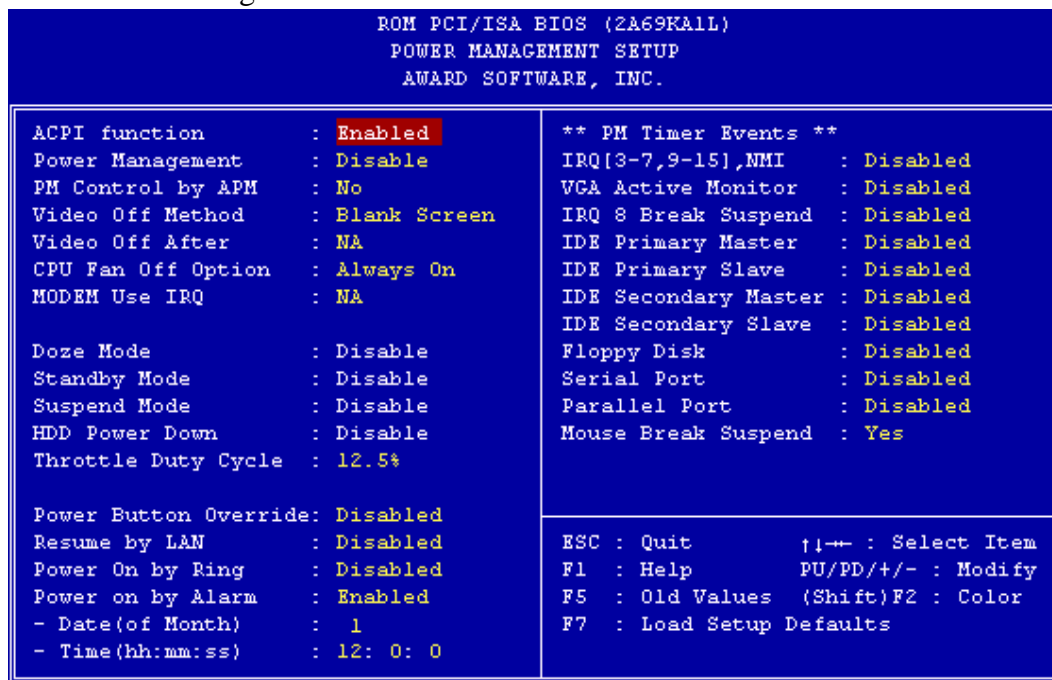 ROM PCI/ISA BIOS (2A69KA1L)
POWER MANAGEMENT SETUP
AWARD SOFTWARE, INC.
ACPI function : Enabled
Power Management : Disable
PM Control by APM : No
Video Off Method : Blank Screen
Video Off After : NA
CPU Fan Off Option : Always On
MODEM Use IRQ : NA
Doze Mode : Disable
Standby Mode : Disable
Suspend Mode : Disable
HDD Power Down : Disable
Throttle Duty Cycle : 12.5%
Power Button Override: Disabled
Resume by LAN : Disabled
Power On by Ring : Disabled
Power on by Alarm : Enabled
- Date(of Month) : 1
- Time(hh:mm:ss) : 12: 0: 0
** PM Timer Events **
IRQ[3-7,9-15],NMI : Disabled
VGA Active Monitor : Disabled
IRQ 8 Break Suspend : Disabled
IDE Primary Master : Disabled
IDE Primary Slave : Disabled
IDE Secondary Master : Disabled
IDE Secondary Slave : Disabled
Floppy Disk : Disabled
Serial Port : Disabled
Parallel Port : Disabled
Mouse Break Suspend : Yes
ESC : Quit ↑↓→← : Select Item
F1 : Help PU/PD/+/- : Modify
F5 : Old Values (Shift)F2 : Color
F7 : Load Setup Defaults